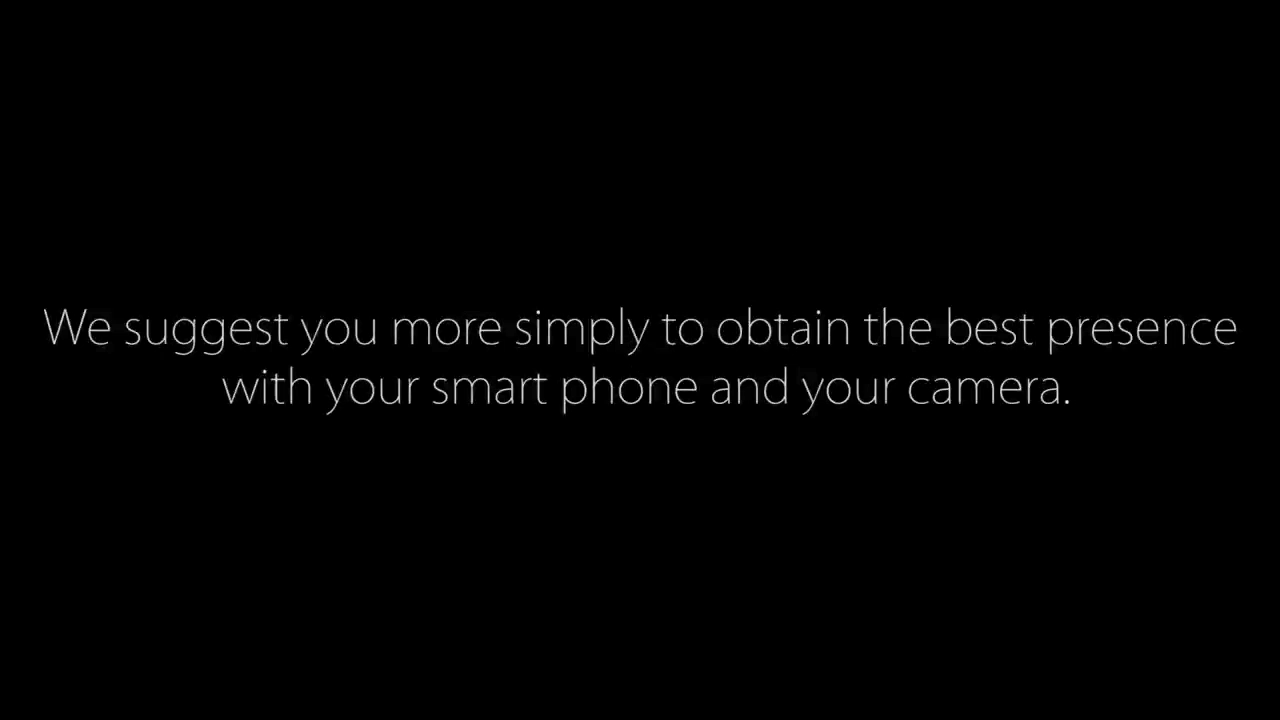 We suggest you more simply to obtain the best presence
with your smart phone and your camera.